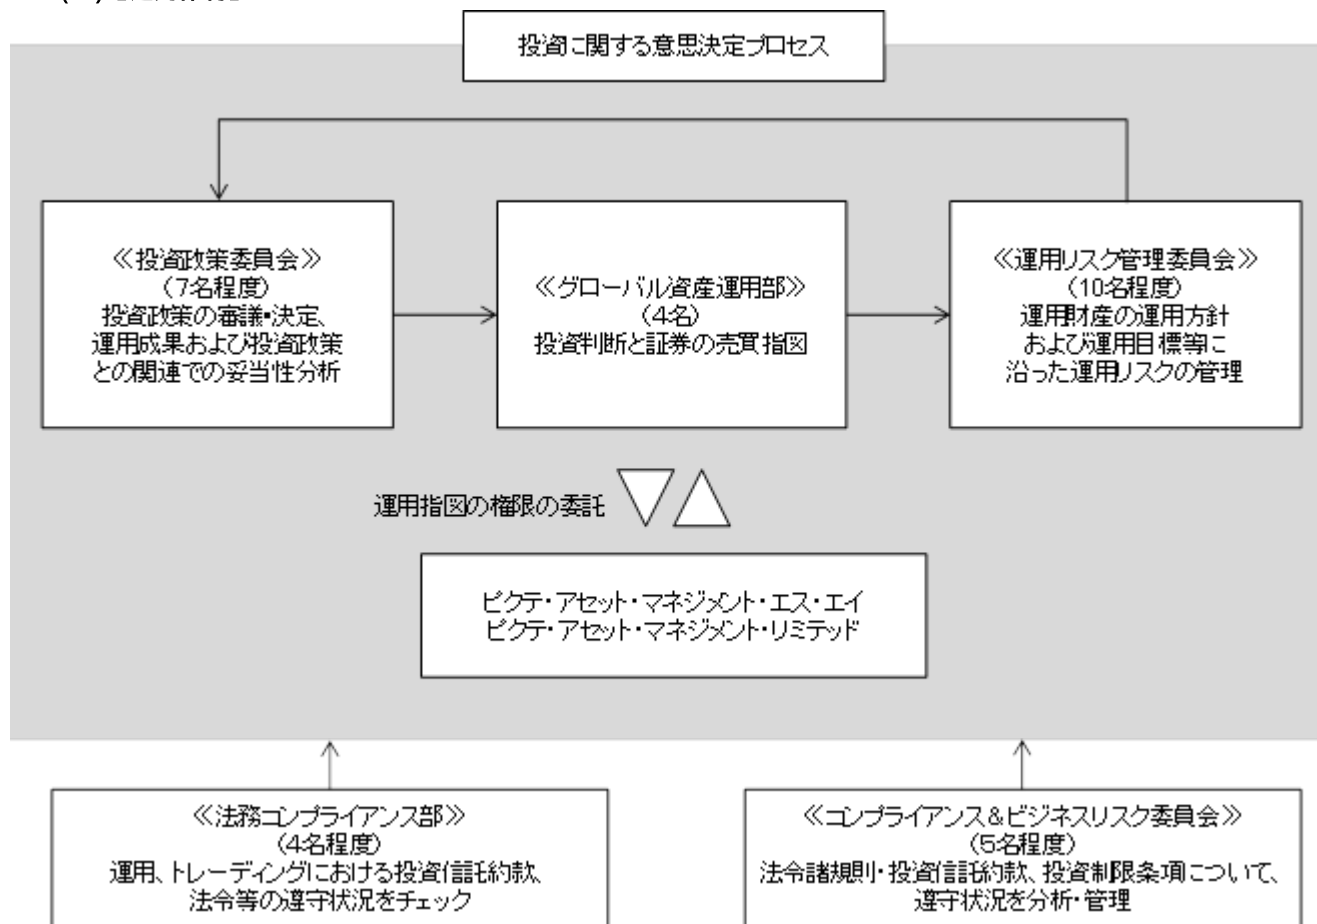 投資に関する意思決定プロセス
≪投資政策委員会≫
(7名程度)
投資政策の審議・決定、
運用成果および投資政策
との関連での妥当性分析
≪グローバル資産運用部≫
(4名)
投資判断と証券の売買指図
≪運用リスク管理委員会≫
(10名程度)
運用財産の運用方針
および運用目標等に
沿った運用リスクの管理
運用指図の権限の委託
ピクテ・アセット・マネジメント・エス・エイ
ピクテ・アセット・マネジメント・リミテッド
≪法務コンプライアンス部≫
(4名程度)
運用、トレーディングにおける投資信託約款、
法令等の遵守状況をチェック
≪コンプライアンス&ビジネスリスク委員会≫
(5名程度)
法令諸規則・投資信託約款、投資制限条項について、
遵守状況を分析・管理